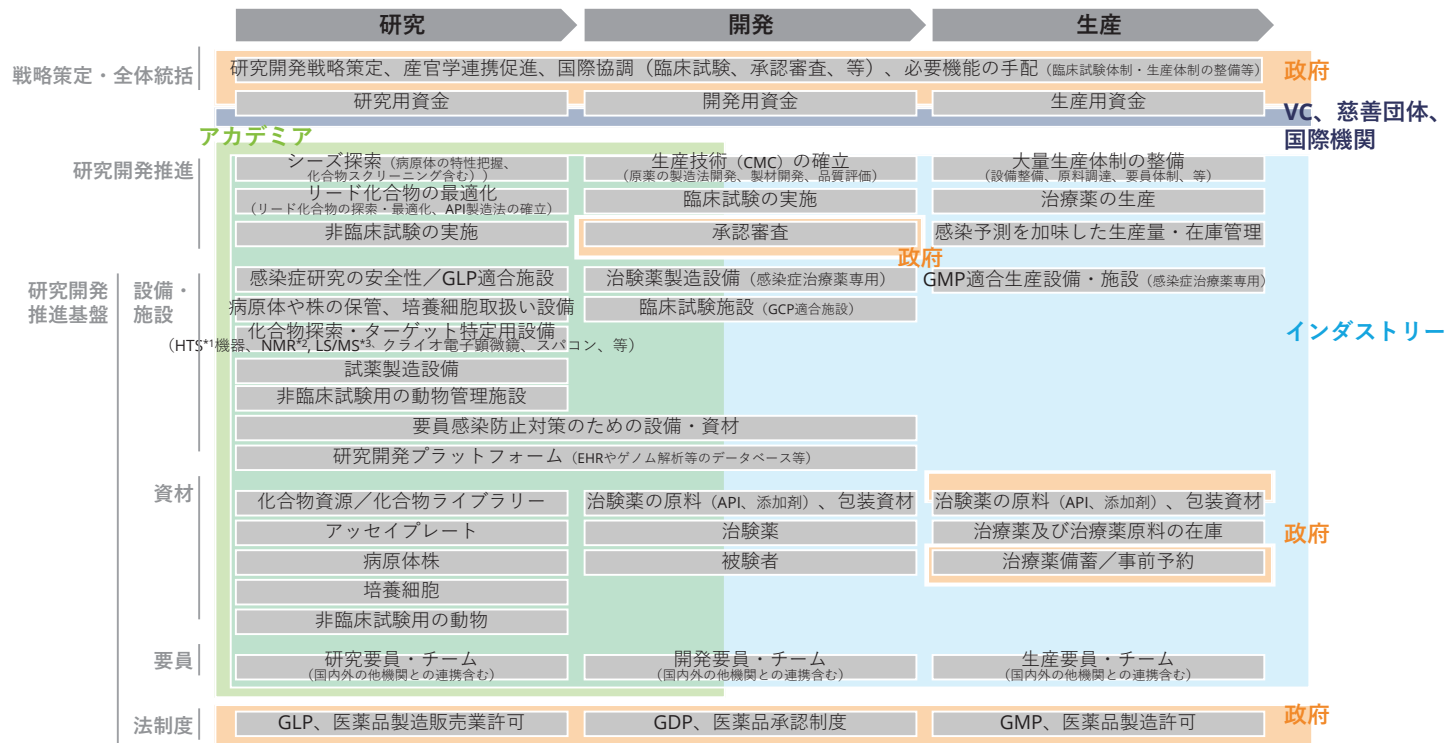 研究
開発
生産
戦略策定・全体統括
研究開発戦略策定、産官学連携促進、国際協調（臨床試験、承認審査、等）、必要機能の手配（臨床試験体制・生産体制の整備等）
政府
研究用資金
開発用資金
生産用資金
VC、慈善団体、
国際機関
アカデミア
研究開発推進
シーズ探索（病原体の特性把握、
化合物スクリーニング含む））
生産技術（CMC）の確立
（原薬の製造法開発、製材開発、品質評価）
大量生産体制の整備
（設備整備、原料調達、要員体制、等）
リード化合物の最適化
（リード化合物の探索・最適化、API製造法の確立）
臨床試験の実施
治療薬の生産
非臨床試験の実施
承認審査
感染予測を加味した生産量・在庫管理
政府
研究開発
推進基盤
設備・
施設
感染症研究の安全性／GLP適合施設
治験薬製造設備（感染症治療薬専用）
GMP適合生産設備・施設（感染症治療薬専用）
病原体や株の保管、培養細胞取扱い設備
臨床試験施設（GCP適合施設）
インダストリー
化合物探索・ターゲット特定用設備
（HTS*1機器、NMR*2, LS/MS*3、クライオ電子顕微鏡、スパコン、等）
試薬製造設備
非臨床試験用の動物管理施設
要員感染防止対策のための設備・資材
研究開発プラットフォーム（EHRやゲノム解析等のデータベース等）
資材
化合物資源／化合物ライブラリー
治験薬の原料（API、添加剤）、包装資材
治験薬の原料（API、添加剤）、包装資材
アッセイプレート
治験薬
治療薬及び治療薬原料の在庫
政府
病原体株
被験者
治療薬備蓄／事前予約
培養細胞
非臨床試験用の動物
要員
研究要員・チーム
（国内外の他機関との連携含む）
開発要員・チーム
（国内外の他機関との連携含む）
生産要員・チーム
（国内外の他機関との連携含む）
法制度
GLP、医薬品製造販売業許可
GDP、医薬品承認制度
GMP、医薬品製造許可
政府